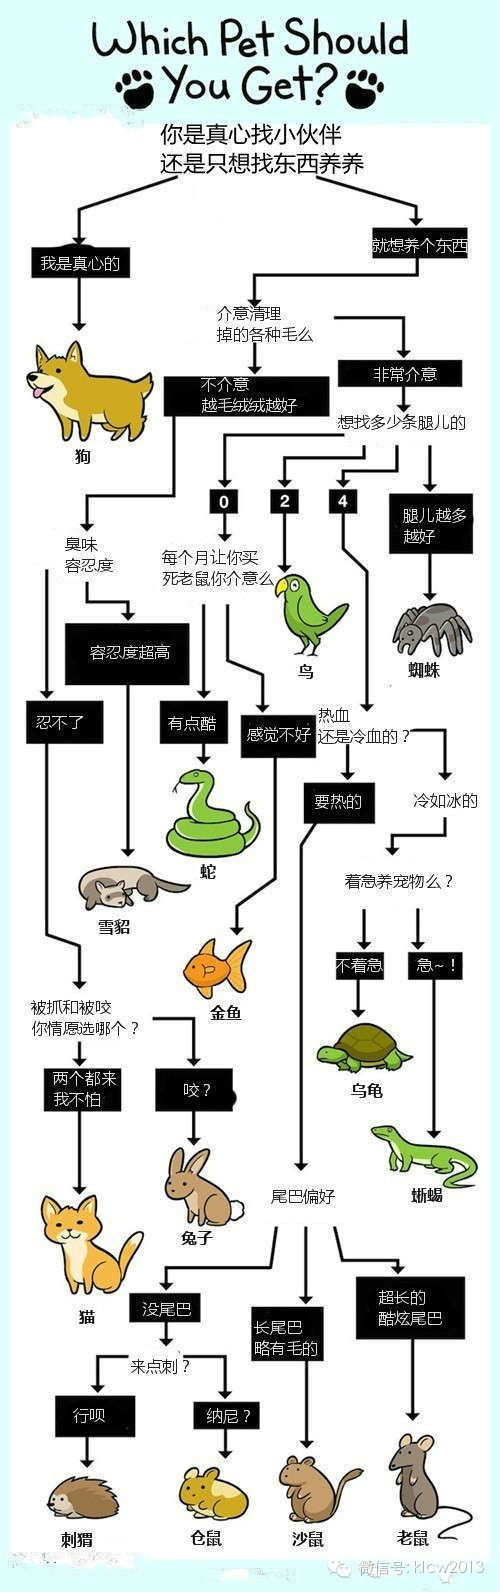 Which Pet Should
You Get?
你是真心找小伙伴
还是只想找东西养养
我是真心的
就想养个东西
介意清理
掉的各种毛么
不介意
越毛绒绒越好
非常介意
狗
想找多少条腿儿的
0
2
4
腿儿越多
越好
臭味
容忍度
每个月让你买
死老鼠你介意么
鸟
蜘蛛
容忍度超高
忍不了
有点酷
感觉不好
热血
还是冷血的？
要热的
冷如冰的
蛇
雪貂
着急养宠物么？
金鱼
不着急
急~！
被抓和被咬
你情愿选哪个？
两个都来
我不怕
咬？
乌龟
蜥蜴
兔子
尾巴偏好
猫
没尾巴
长尾巴
略有毛的
超长的
酷炫尾巴
来点刺？
行呗
纳尼？
刺猬
仓鼠
沙鼠
老鼠
微信号: klcw2013